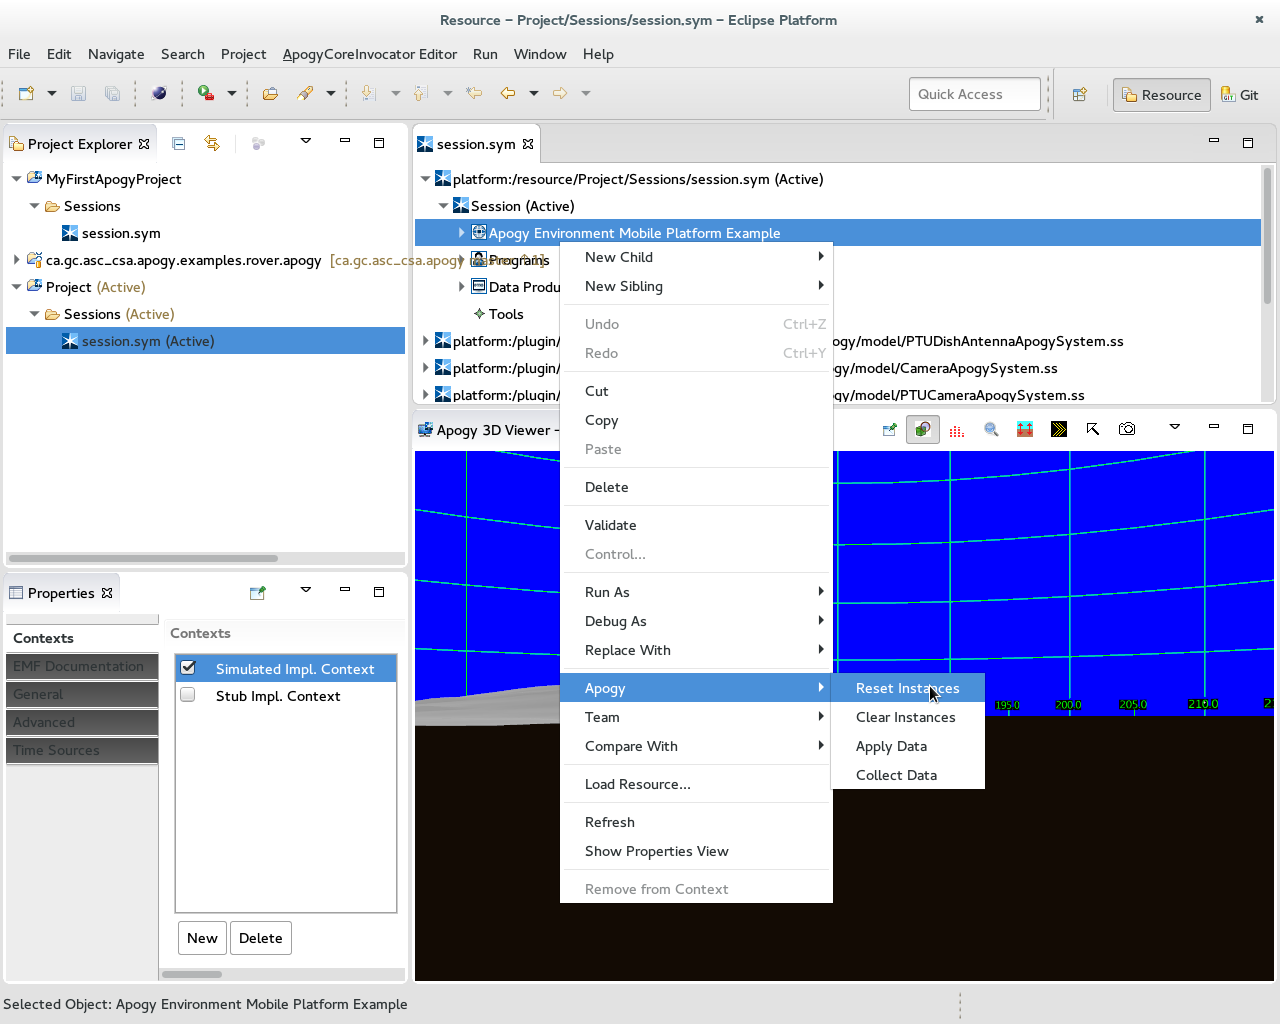 Resource – Project/Sessions/session.sym – Eclipse Platform
File Edit Navigate Search Project ApogyCoreInvocator Editor Run Window Help
Quick Access
Resource
Git
Project Explorer
MyFirstApogyProject
Sessions
session.sym
ca.gc.asc_csa.apogy.examples.rover.apogy [ca.gc.asc_csa.apogy master
Project (Active)
Sessions (Active)
session.sym (Active)
session.sym
platform:/resource/Project/Sessions/session.sym (Active)
Session (Active)
Apogy Environment Mobile Platform Example
Programs
Data Produ
Tools
platform:/plugin/
ogy/model/PTUDishAntennaApogySystem.ss
platform:/plugin/
gy/model/CameraApogySystem.ss
platform:/plugin/
gy/model/PTUCameraApogySystem.ss
New Child
New Sibling
Undo Ctrl+Z
Redo Ctrl+Y
Cut
Copy
Paste
Delete
Validate
Control...
Run As
Debug As
Replace With
Apogy
Team
Compare With
Load Resource...
Refresh
Show Properties View
Remove from Context
Reset Instances
Clear Instances
Apply Data
Collect Data
Apogy 3D Viewer –
195.0 200.0 205.0 210.0
Properties
Contexts
EMF Documentation
General
Advanced
Time Sources
Contexts
Simulated Impl. Context
Stub Impl. Context
New Delete
Selected Object: Apogy Environment Mobile Platform Example